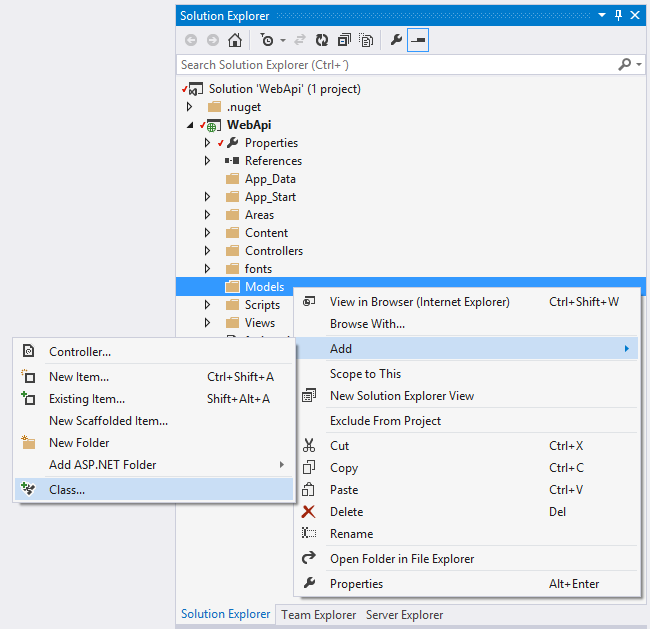 Solution Explorer
Search Solution Explorer (Ctrl+´)
Solution 'WebApi' (1 project)
.nuget
WebApi
Properties
References
App_Data
App_Start
Areas
Content
Controllers
fonts
Models
Scripts
Views
View in Browser (Internet Explorer) Ctrl+Shift+W
Browse With...
Add
Scope to This
New Solution Explorer View
Exclude From Project
Cut Ctrl+X
Copy Ctrl+C
Paste Ctrl+V
Delete Del
Rename
Open Folder in File Explorer
Properties Alt+Enter
Controller...
New Item... Ctrl+Shift+A
Existing Item... Shift+Alt+A
New Scaffolded Item...
New Folder
Add ASP.NET Folder
Class...
Solution Explorer Team Explorer Server Explorer